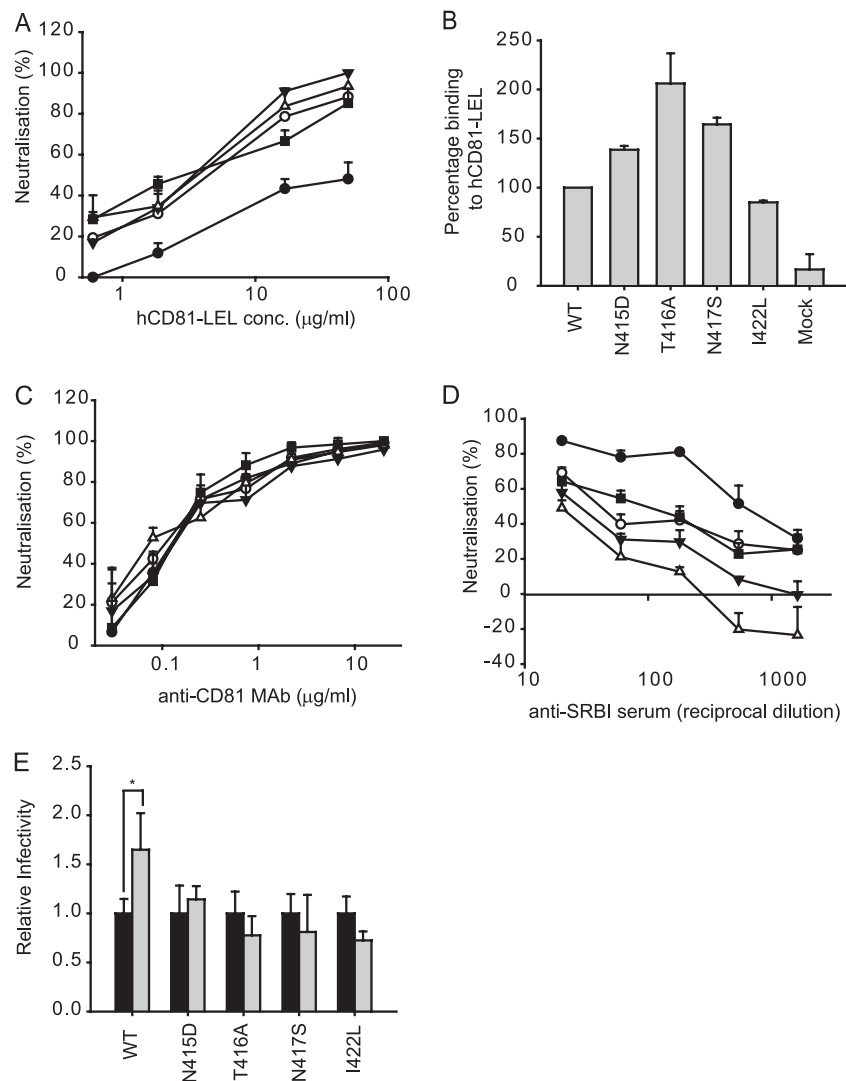 A
Neutralisation (%)
120
100
80
60
40
20
0
1
10
100
hCD81-LEL conc. (μg/ml)
B
Percentage binding
to hCD81-LEL
250
200
150
100
50
0
WT
N415D
T416A
N417S
I422L
Mock
C
Neutralisation (%)
120
100
80
60
40
20
0
0.1
1
10
anti-CD81 MAb (μg/ml)
D
Neutralisation (%)
100
80
60
40
20
0
-20
-40
10
100
1000
anti-SRBI serum (reciprocal dilution)
E
Relative Infectivity
2.5
2.0
1.5
1.0
0.5
0.0
*
WT
N415D
T416A
N417S
I422L